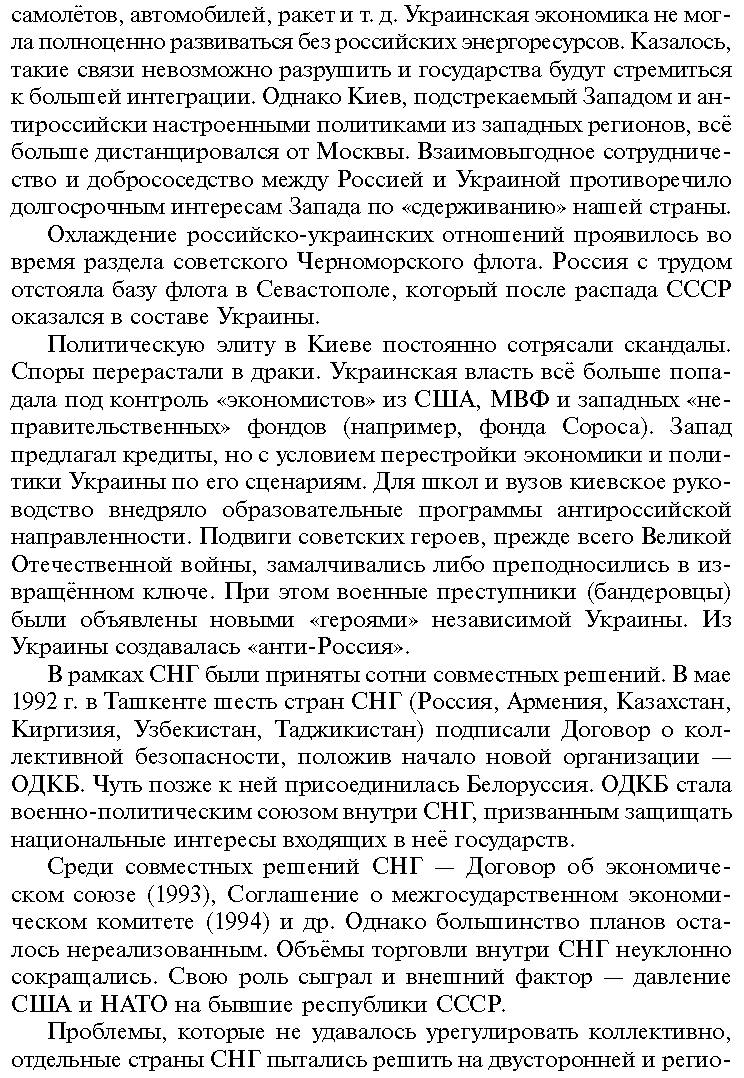 самолётов, автомобилей, ракет и т. д. Украинская экономика не мог-
ла полноценно развиваться без российских энергоресурсов. Казалось,
такие связи невозможно разрушить и государства будут стремиться
к большей интеграции. Однако Киев, подстрекаемый Западом и ан-
тироссийски настроенными политиками из западных регионов, всё
больше дистанцировался от Москвы. Взаимовыгодное сотрудниче-
ство и добрососедство между Россией и Украиной противоречило
долгосрочным интересам Запада по «сдерживанию» нашей страны.
Охлаждение российско-украинских отношений проявилось во
время раздела советского Черноморского флота. Россия с трудом
отстояла базу флота в Севастополе, который после распада СССР
оказался в составе Украины.
Политическую элиту в Киеве постоянно сотрясали скандалы.
Споры перерастали в драки. Украинская власть всё больше попа-
дала под контроль «экономистов» из США, МВФ и западных «не-
правительственных» фондов (например, фонда Сороса). Запад
предлагал кредиты, но с условием перестройки экономики и поли-
тики Украины по его сценариям. Для школ и вузов киевское руко-
водство внедряло образовательные программы антироссийской
направленности. Подвиги советских героев, прежде всего Великой
Отечественной войны, замалчивались либо преподносились в из-
вращённом ключе. При этом военные преступники (бандеровцы)
были объявлены новыми «героями» независимой Украины. Из
Украины создавалась «анти-Россия».
В рамках СНГ были приняты сотни совместных решений. В мае
1992 г. в Ташкенте шесть стран СНГ (Россия, Армения, Казахстан,
Киргизия, Узбекистан, Таджикистан) подписали Договор о кол-
лективной безопасности, положив начало новой организации —
ОДКБ. Чуть позже к ней присоединилась Белоруссия. ОДКБ стала
военно-политическим союзом внутри СНГ, призванным защищать
национальные интересы входящих в неё государств.
Среди совместных решений СНГ — Договор об экономиче-
ском союзе (1993), Соглашение о межгосударственном экономи-
ческом комитете (1994) и др. Однако большинство планов оста-
лось нереализованным. Объёмы торговли внутри СНГ неуклонно
сокращались. Свою роль сыграл и внешний фактор — давление
США и НАТО на бывшие республики СССР.
Проблемы, которые не удавалось урегулировать коллективно,
отдельные страны СНГ пытались решить на двусторонней и регио-